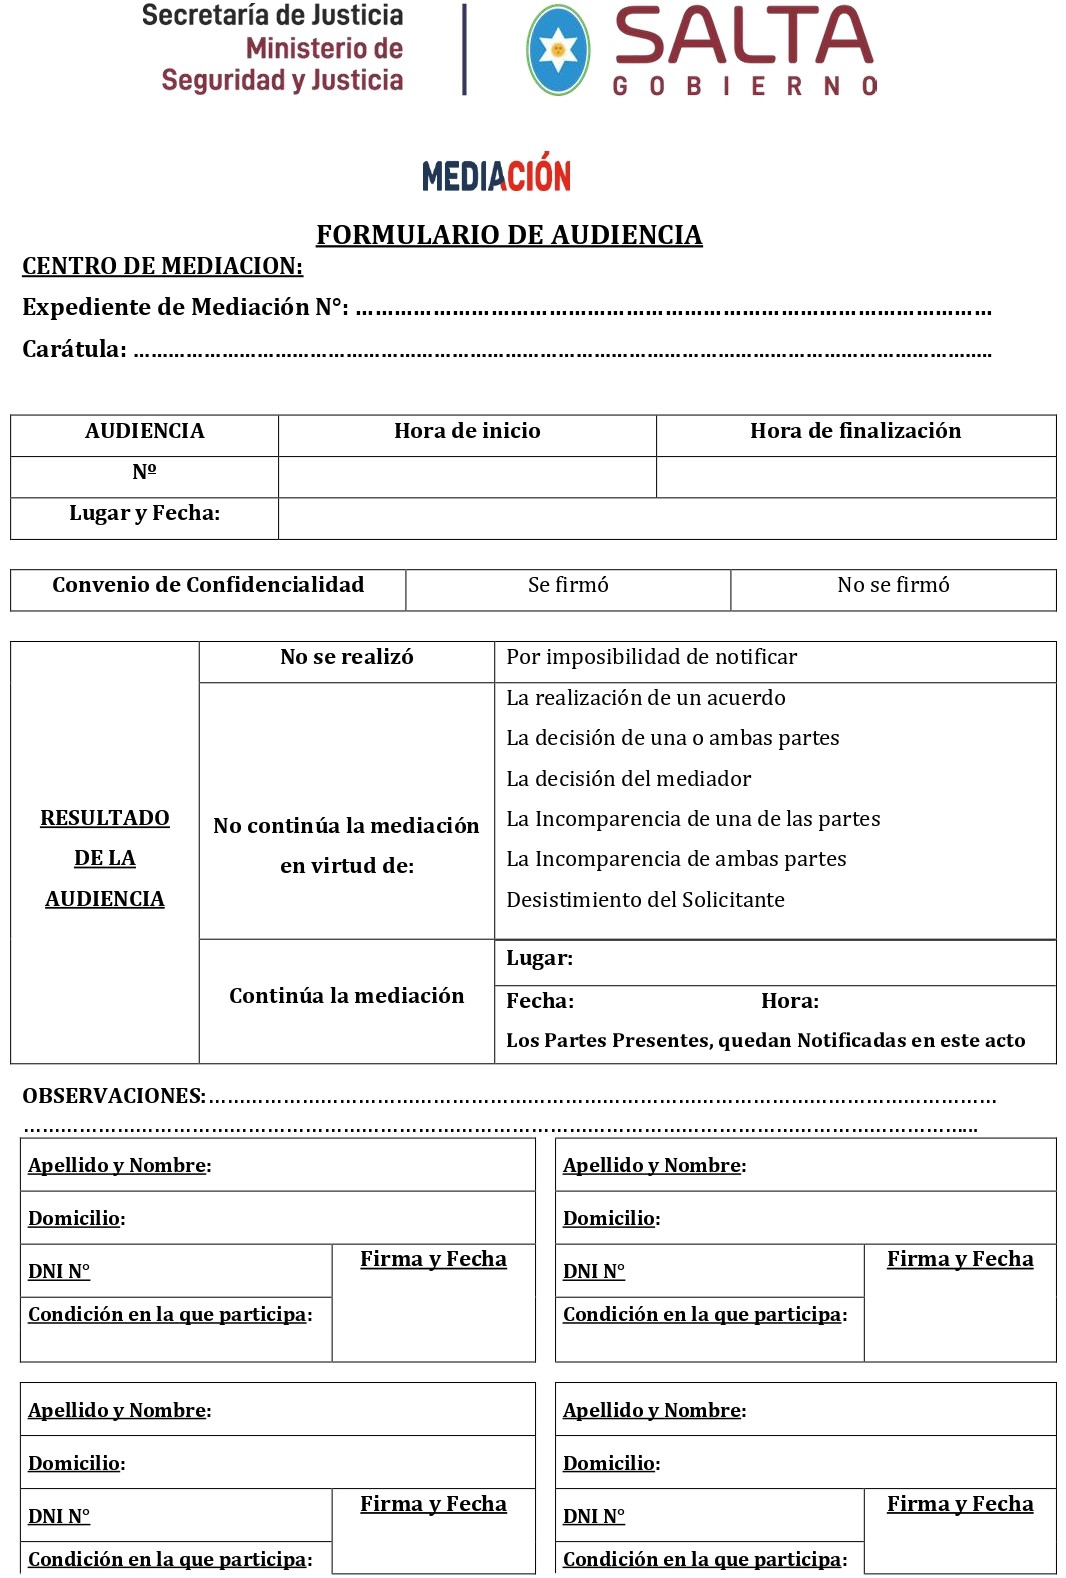 Secretaría de Justicia
Ministerio de
Seguridad y Justicia
SALTA
GOBIERNO
MEDIACIÓN
FORMULARIO DE AUDIENCIA
CENTRO DE MEDIACION:
Expediente de Mediación N°: ……………………………………………………………………………………
Carátula: ……………………………………………………………………………………………………………..
AUDIENCIA Hora de inicio Hora de finalización
Nº
Lugar y Fecha:
Convenio de Confidencialidad Se firmó No se firmó
RESULTADO
DE LA
AUDIENCIA
No se realizó
Por imposibilidad de notificar
No continúa la mediación
en virtud de:
La realización de un acuerdo
La decisión de una o ambas partes
La decisión del mediador
La Incomparencia de una de las partes
La Incomparencia de ambas partes
Desistimiento del Solicitante
Continúa la mediación
Lugar:
Fecha: Hora:
Los Partes Presentes, quedan Notificadas en este acto
OBSERVACIONES:………………………………………………………………………………………………………
……………………………………………………………………………………………………………………………..
Apellido y Nombre:
Domicilio:
DNI N°
Firma y Fecha
Condición en la que participa:
Apellido y Nombre:
Domicilio:
DNI N°
Firma y Fecha
Condición en la que participa:
Apellido y Nombre:
Domicilio:
DNI N°
Firma y Fecha
Condición en la que participa:
Apellido y Nombre:
Domicilio:
DNI N°
Firma y Fecha
Condición en la que participa: